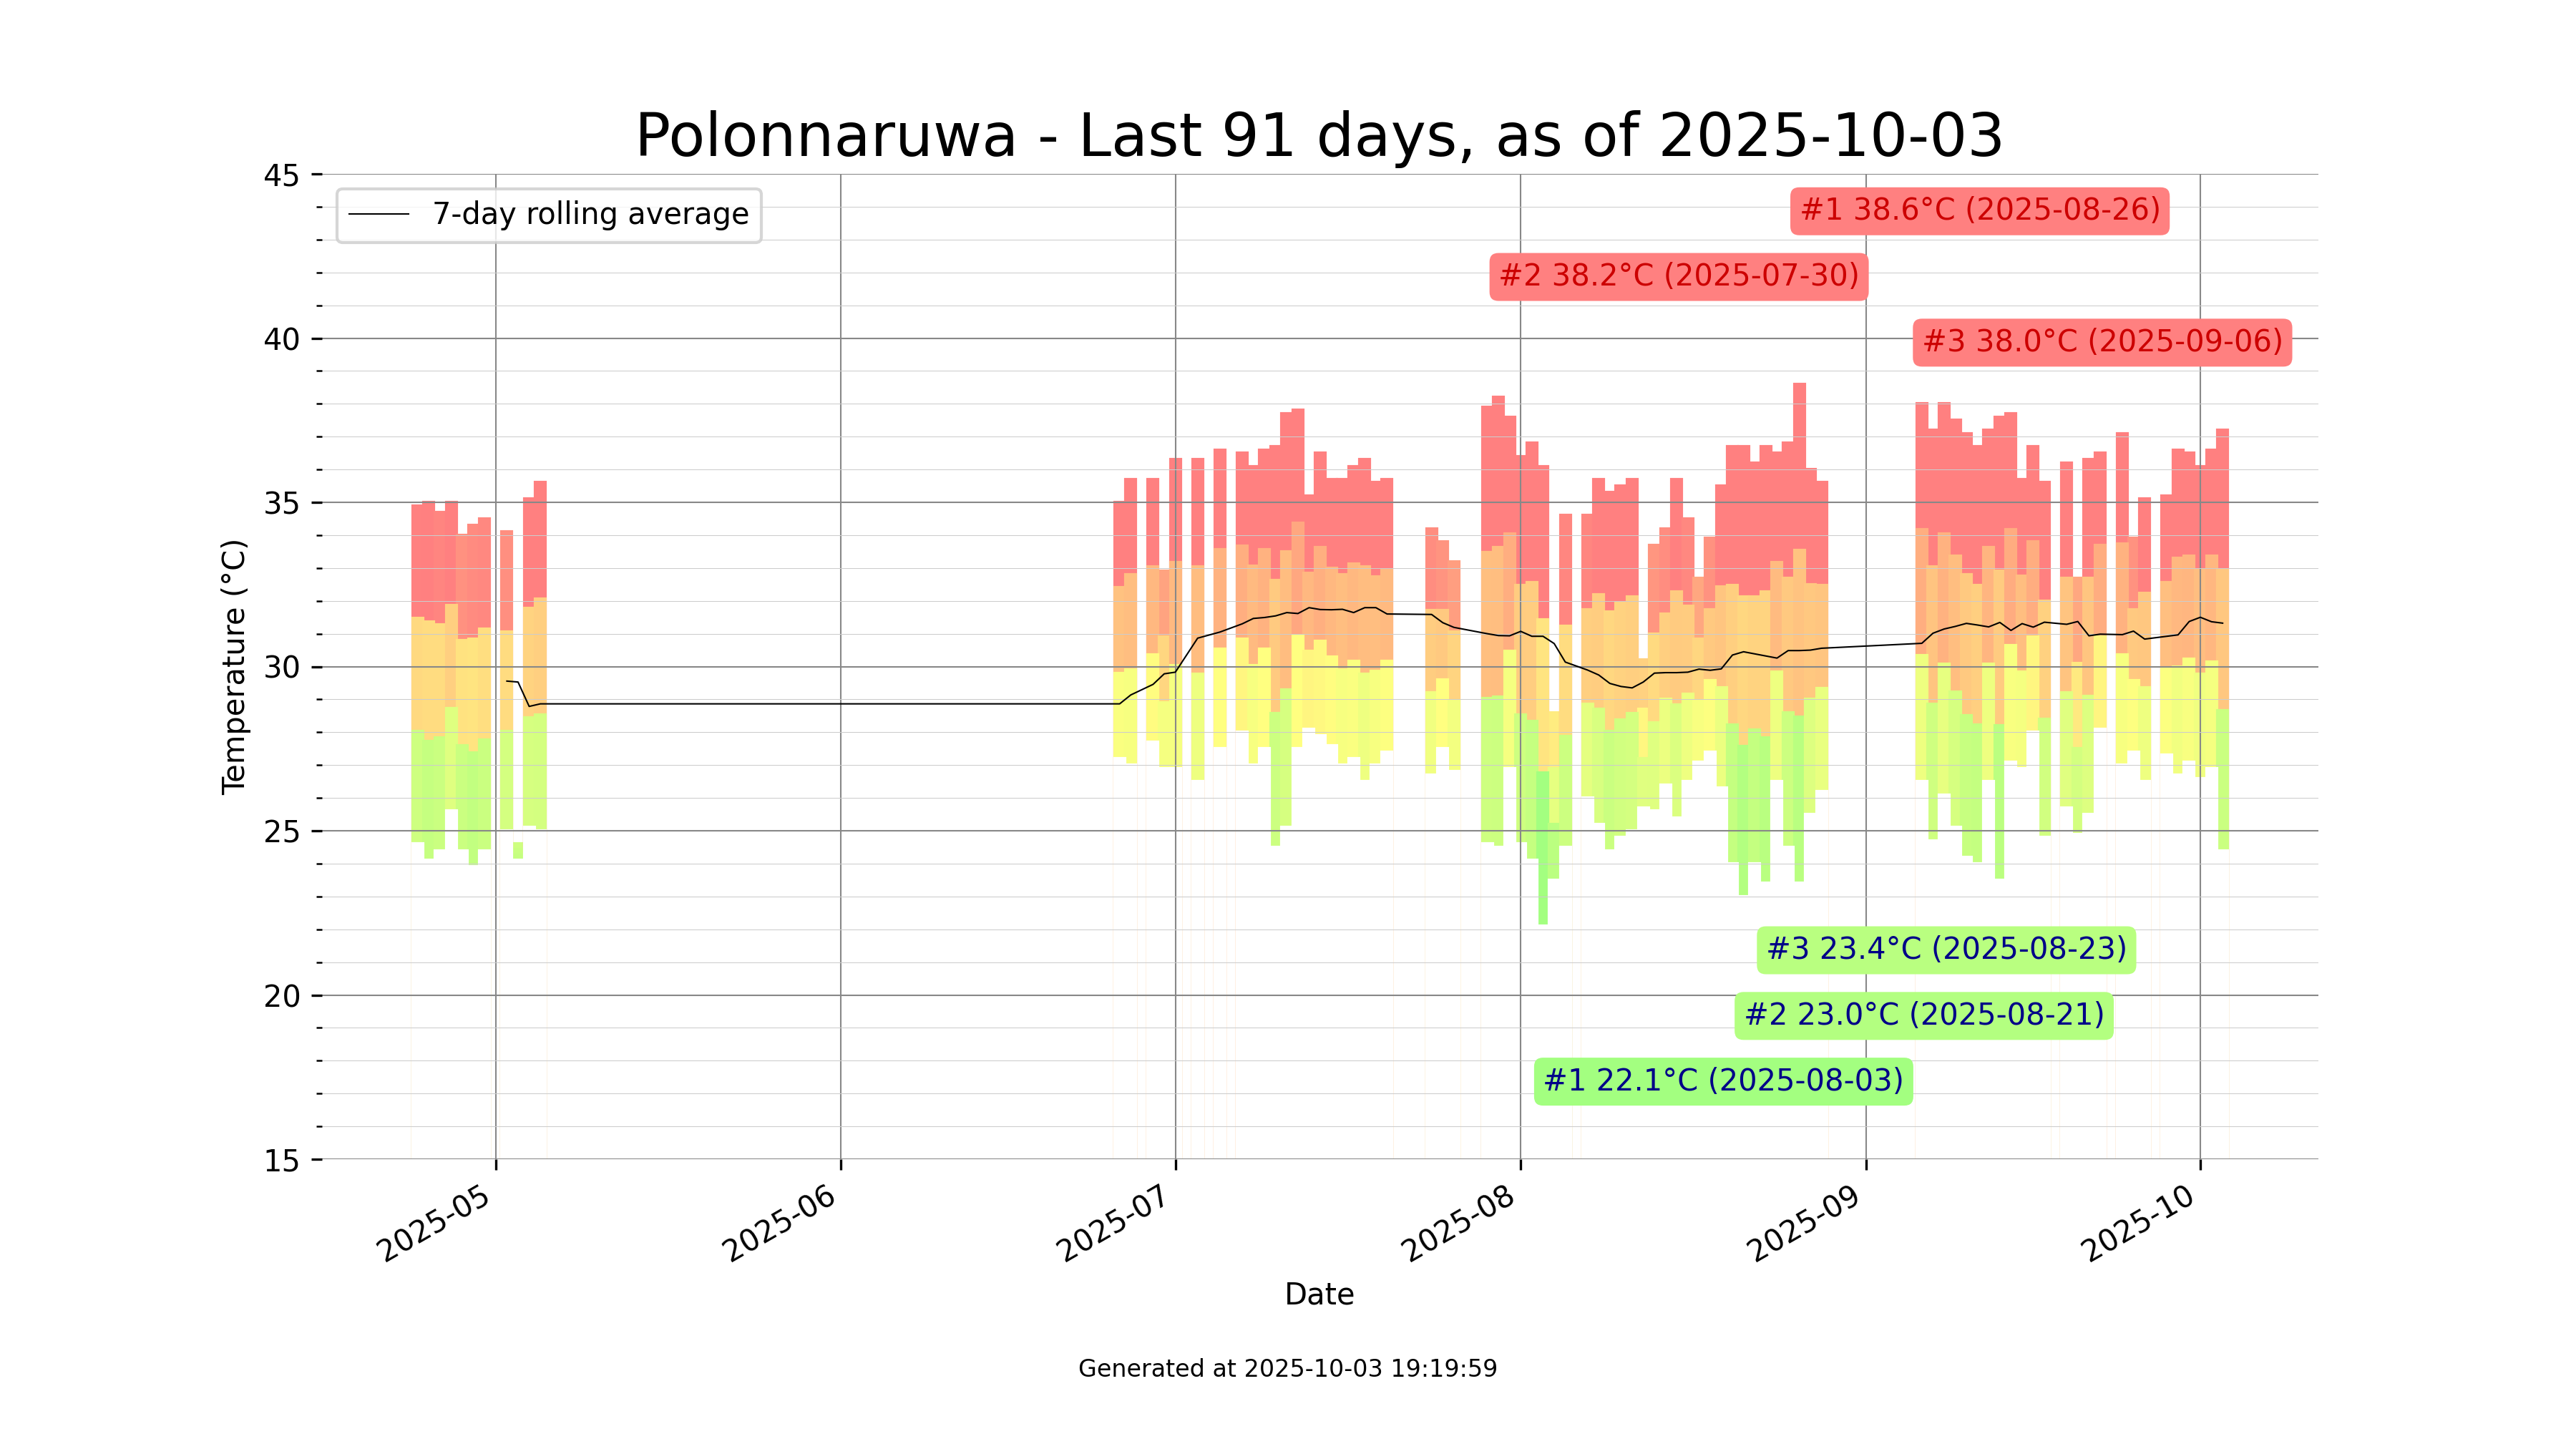 Polonnaruwa - Last 91 days, as of 2025-10-03
45
7-day rolling average
#1 38.6°C (2025-08-26)
#2 38.2°C (2025-07-30)
40
#3 38.0°C (2025-09-06)
35
Temperature (°C)
30
25
#3 23.4°C (2025-08-23)
20
#2 23.0°C (2025-08-21)
#1 22.1°C (2025-08-03)
15
2025-05
2025-06
2025-07
2025-08
2025-09
2025-10
Date
Generated at 2025-10-03 19:19:59